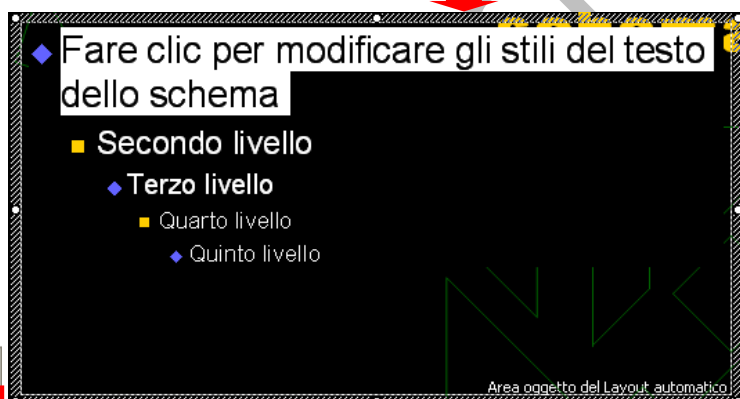 Fare clic per modificare gli stili del testo
dello schema
Secondo livello
Terzo livello
Quarto livello
Quinto livello
Area oggetto del Layout automatico